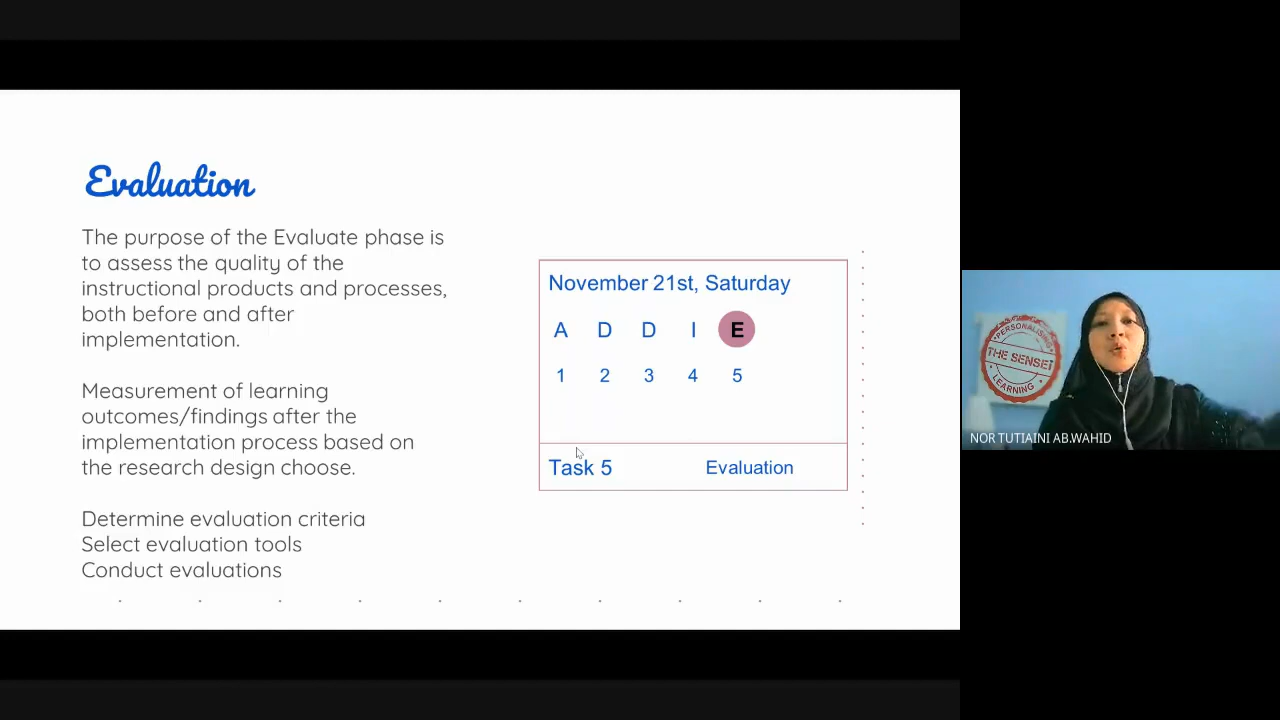 Evaluation
The purpose of the Evaluate phase is
to assess the quality of the
instructional products and processes,
both before and after
implementation.
Measurement of learning
outcomes/findings after the
implementation process based on
the research design choose.
Determine evaluation criteria
Select evaluation tools
Conduct evaluations
November 21st, Saturday
A D D I E
1 2 3 4 5
Task 5 Evaluation
PERSONALISING
THE SENSEI
LEARNING
NOR TUTIAINI AB.WAHID